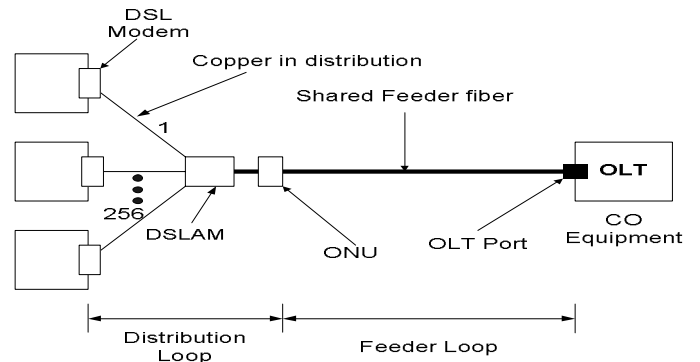 DSL
Modem
Copper in distribution
Shared Feeder fiber
1
OLT
256
DSLAM
ONU
OLT Port
CO
Equipment
Distribution
Loop
Feeder Loop